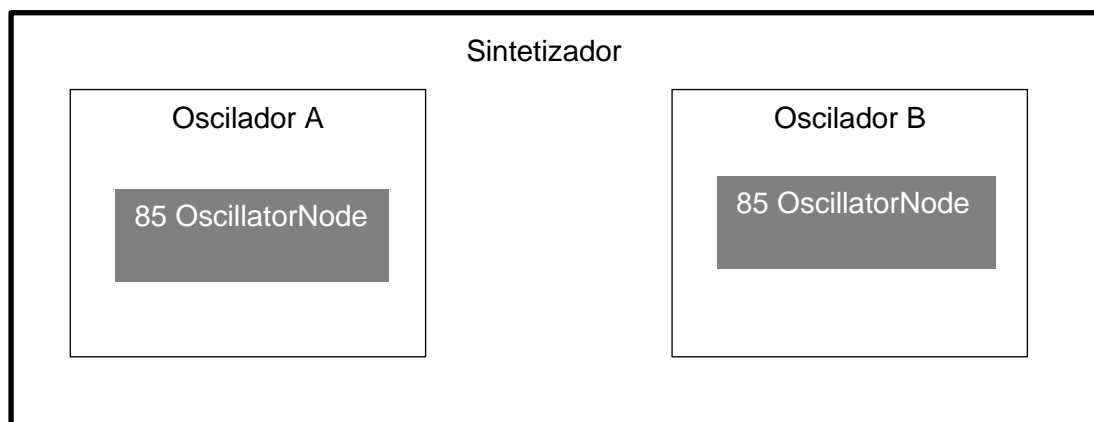 Sintetizador
Oscilador A
Oscilador B
85 OscillatorNode
85 OscillatorNode